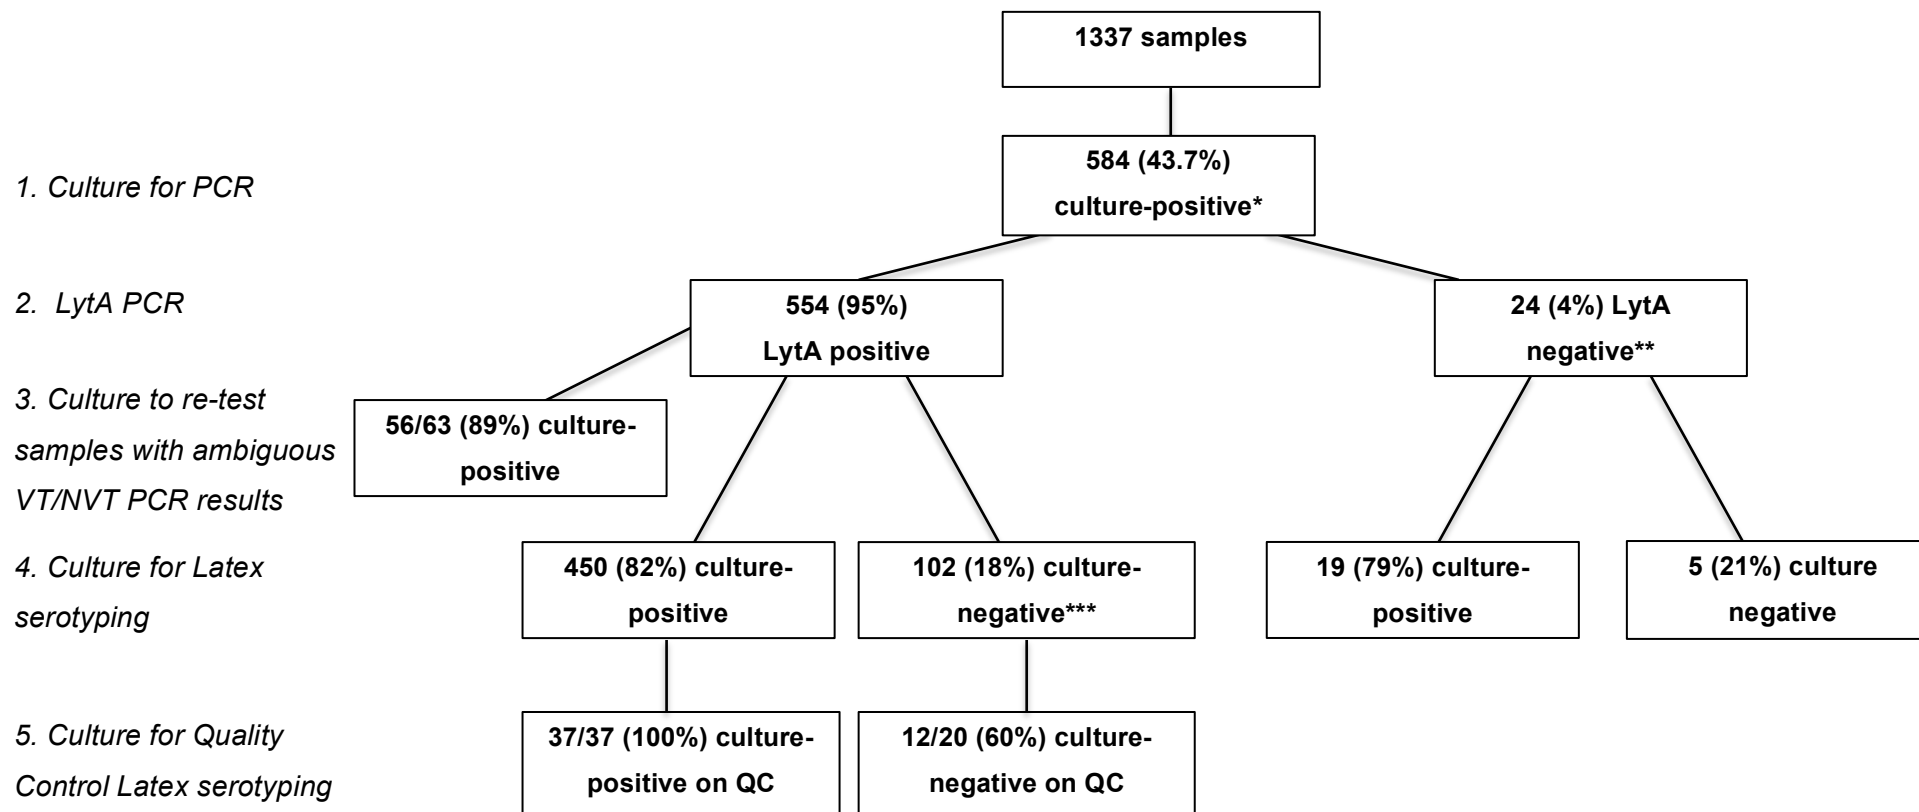 1337 samples
1. Culture for PCR
584 (43.7%)
culture-positive*
2. LytA PCR
554 (95%)
LytA positive
24 (4%) LytA
negative**
3. Culture to re-test
samples with ambiguous
VT/NVT PCR results
56/63 (89%) culture-
positive
4. Culture for Latex
serotyping
450 (82%) culture-
positive
102 (18%) culture-
negative***
19 (79%) culture-
positive
5 (21%) culture
negative
5. Culture for Quality
Control Latex serotyping
37/37 (100%) culture-
positive on QC
12/20 (60%) culture-
negative on QC